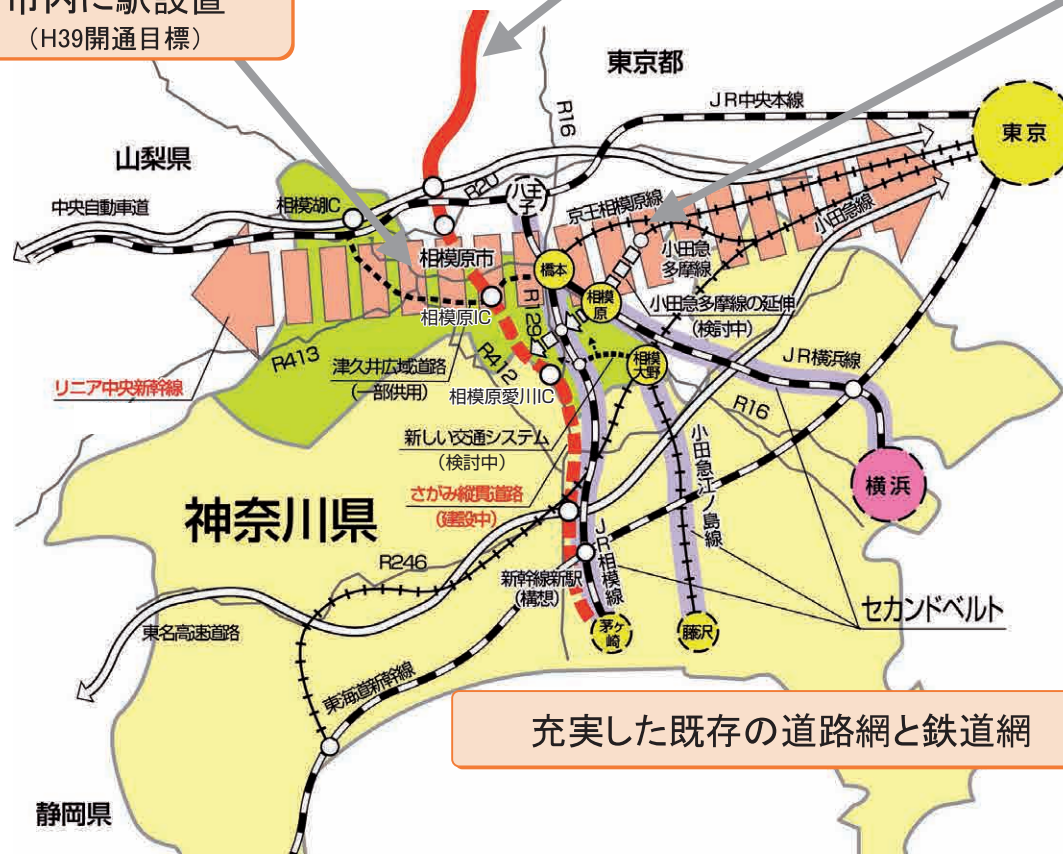 市内に駅設置
（H39開通目標）
東京都
JR中央本線
東京
R16
山梨県
R20
八王子
中央自動車道
相模湖IC
京王相模原線
小田急線
相模原市
小田急
多摩線
橋本
相模原
小田急多摩線の延伸
（検討中）
相模原IC
R129
R413
津久井広域道路
（一部供用）
R412
相模大野
JR横浜線
リニア中央新幹線
相模原愛川IC
R16
新しい交通システム
（検討中）
小田急江ノ島線
横浜
さがみ縦貫道路
（建設中）
神奈川県
R246
JR相模線
新幹線新駅
（構想）
セカンドベルト
東名高速道路
茅ヶ崎
藤沢
東海道新幹線
充実した既存の道路網と鉄道網
静岡県